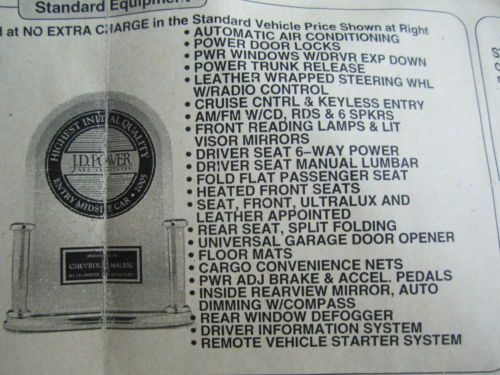 Standard Equipment
at NO EXTRA CHARGE in the Standard Vehicle Price Shown at Right
• AUTOMATIC AIR CONDITIONING
• POWER DOOR LOCKS
• PWR WINDOWS W/DRVR EXP DOWN
• POWER TRUNK RELEASE
• LEATHER WRAPPED STEERING WHL
W/RADIO CONTROL
• CRUISE CNTRL & KEYLESS ENTRY
• AM/FM W/CD, RDS & 6 SPKRS
• FRONT READING LAMPS & LIT
VISOR MIRRORS
• DRIVER SEAT 6-WAY POWER
• DRIVER SEAT MANUAL LUMBAR
• FOLD FLAT PASSENGER SEAT
• HEATED FRONT SEATS
• SEAT, FRONT, ULTRALUX AND
LEATHER APPOINTED
• REAR SEAT, SPLIT FOLDING
• UNIVERSAL GARAGE DOOR OPENER
• FLOOR MATS
• CARGO CONVENIENCE NETS
• PWR ADJ BRAKE & ACCEL. PEDALS
• INSIDE REARVIEW MIRROR, AUTO
DIMMING W/COMPASS
• REAR WINDOW DEFOGGER
• DRIVER INFORMATION SYSTEM
• REMOTE VEHICLE STARTER SYSTEM
HIGHEST INITIAL QUALITY
J.D. POWER
AND ASSOCIATES
ENTRY MIDSIZE CAR • 2005
CHEVROLET MALIBU